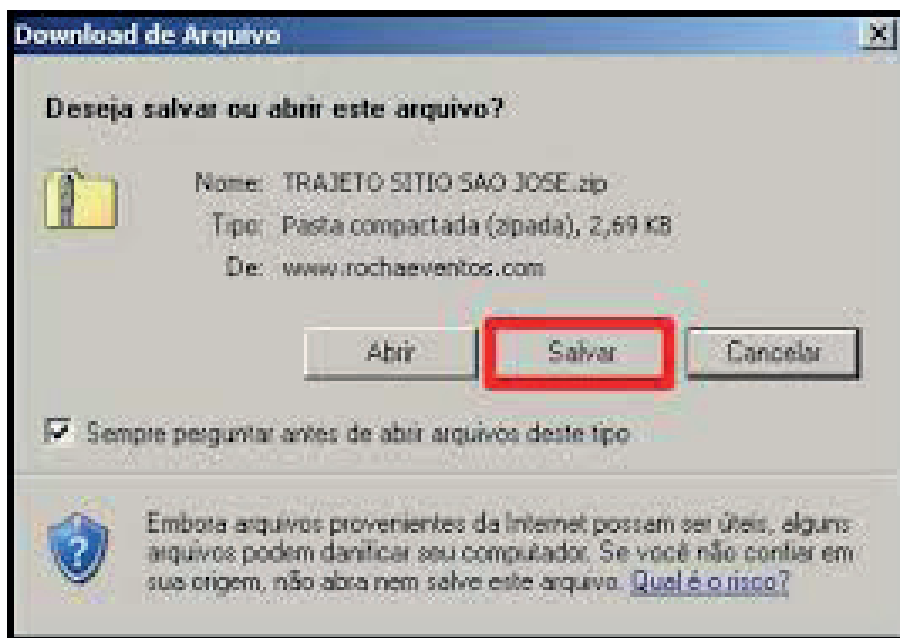 Download de Arquivo
Deseja salvar ou abrir este arquivo?
Nome: TRAJETO SITIO SAO JOSE.zip
Tipo: Pasta compactada (zipada), 2,69 KB
De: www.rochaeventos.com
Abrir Salvar Cancelar
Sempre perguntar antes de abrir arquivos deste tipo
Embora arquivos provenientes da Internet possam ser úteis, alguns
arquivos podem danificar seu computador. Se você não confiar em
sua origem, não abra nem salve este arquivo. Qual é o risco?